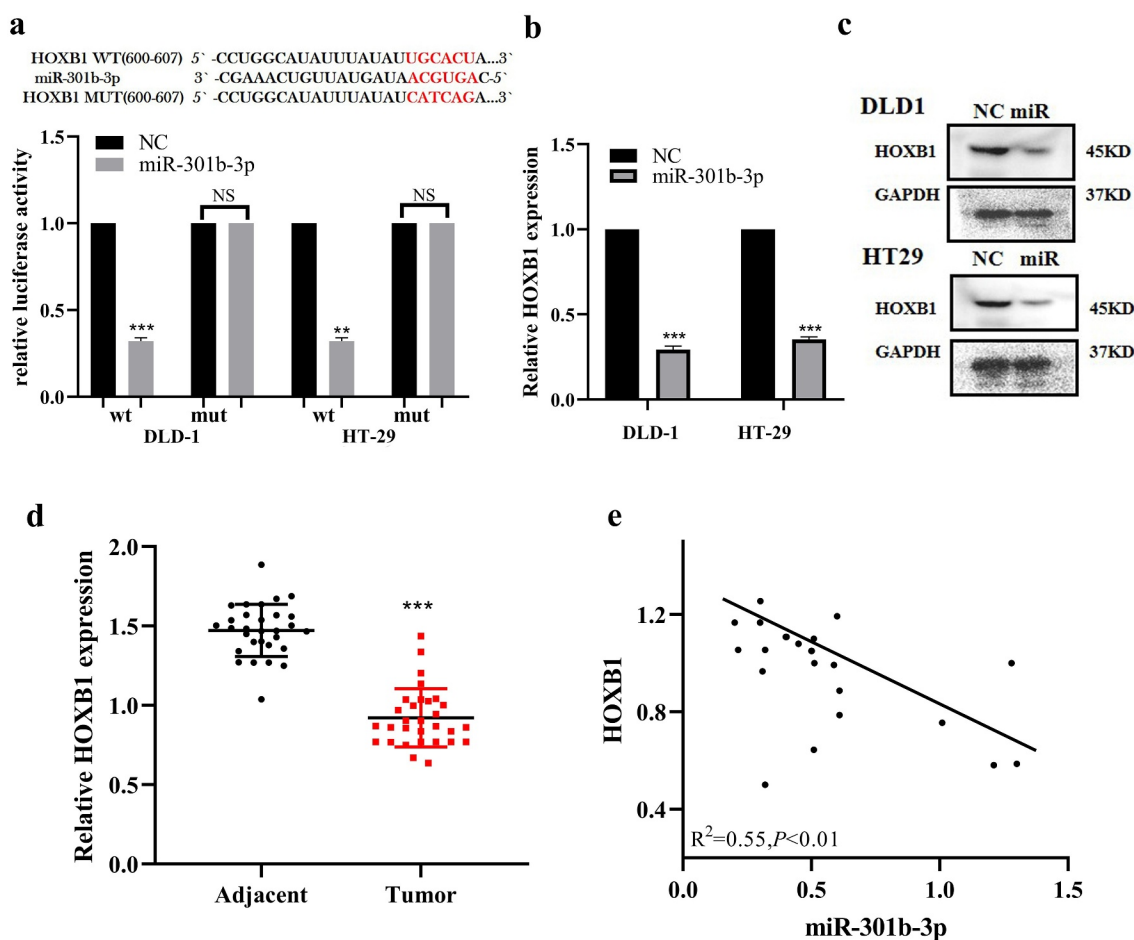 a
HOXB1 WT(600-607) 5` -CCUGGCAUAUUUAUAUUGCACUA...3`
miR-301b-3p 3` -CGAAACUGUUAUGAUAACGUGAC-5`
HOXB1 MUT(600-607) 5` -CCUGGCAUAUUUAUAUCATCAGA...3`
relative luciferase activity
1.5
1.0
0.5
0.0
NC
miR-301b-3p
***
NS
**
NS
wt mut wt mut
DLD-1 HT-29
b
Relative HOXB1 expression
1.5
1.0
0.5
0.0
NC
miR-301b-3p
***
***
DLD-1 HT-29
c
DLD1 NC miR
HOXB1 45KD
GAPDH 37KD
HT29 NC miR
HOXB1 45KD
GAPDH 37KD
d
Relative HOXB1 expression
2.0
1.5
1.0
0.5
0.0
***
Adjacent Tumor
e
HOXB1
1.2
0.8
0.4
R²=0.55,P<0.01
0.0 0.5 1.0 1.5
miR-301b-3p